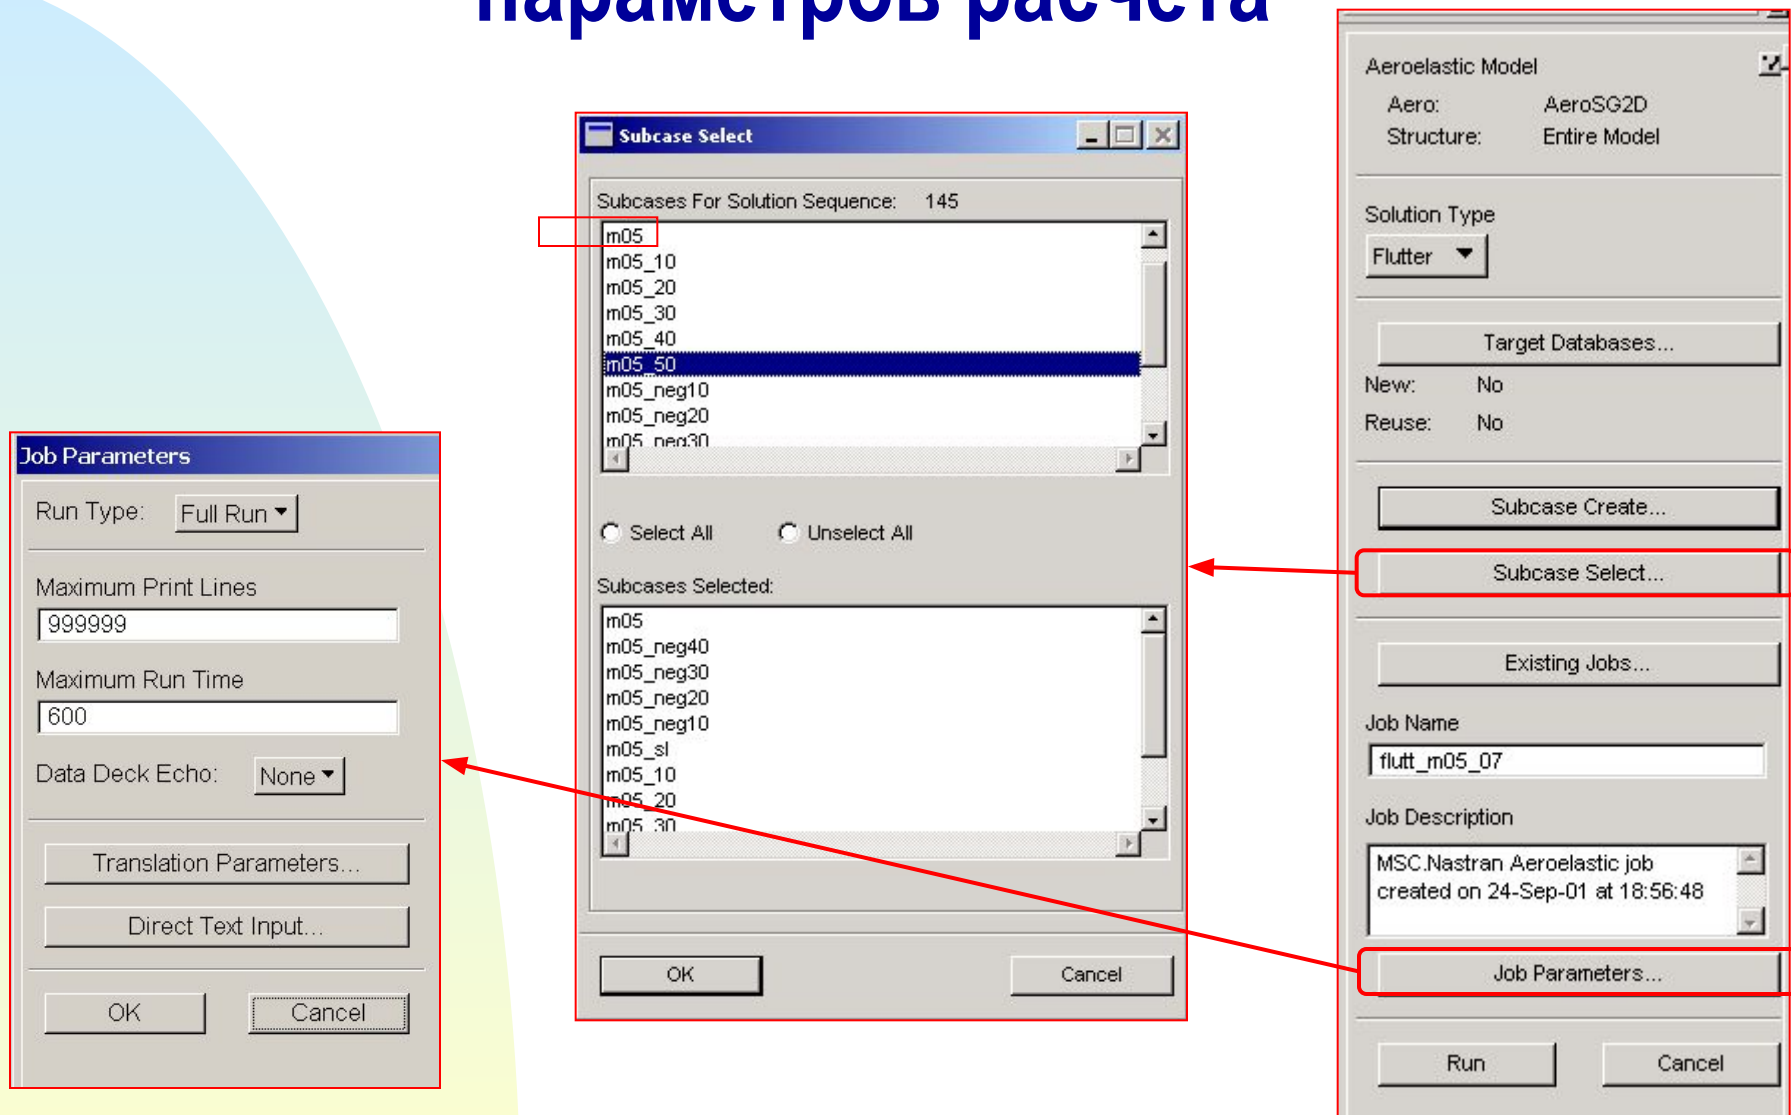 параметров расчета
Job Parameters
Run Type: Full Run
Maximum Print Lines
999999
Maximum Run Time
600
Data Deck Echo: None
Translation Parameters...
Direct Text Input...
OK Cancel
Subcase Select
Subcases For Solution Sequence: 145
m05
m05_10
m05_20
m05_30
m05_40
m05_50
m05_neg10
m05_neg20
m05_neg30
Select All Unselect All
Subcases Selected:
m05
m05_neg40
m05_neg30
m05_neg20
m05_neg10
m05_sl
m05_10
m05_20
m05_30
OK Cancel
Aeroelastic Model
Aero: AeroSG2D
Structure: Entire Model
Solution Type
Flutter
Target Databases...
New: No
Reuse: No
Subcase Create...
Subcase Select...
Existing Jobs...
Job Name
flutt_m05_07
Job Description
MSC.Nastran Aeroelastic job
created on 24-Sep-01 at 18:56:48
Job Parameters...
Run Cancel